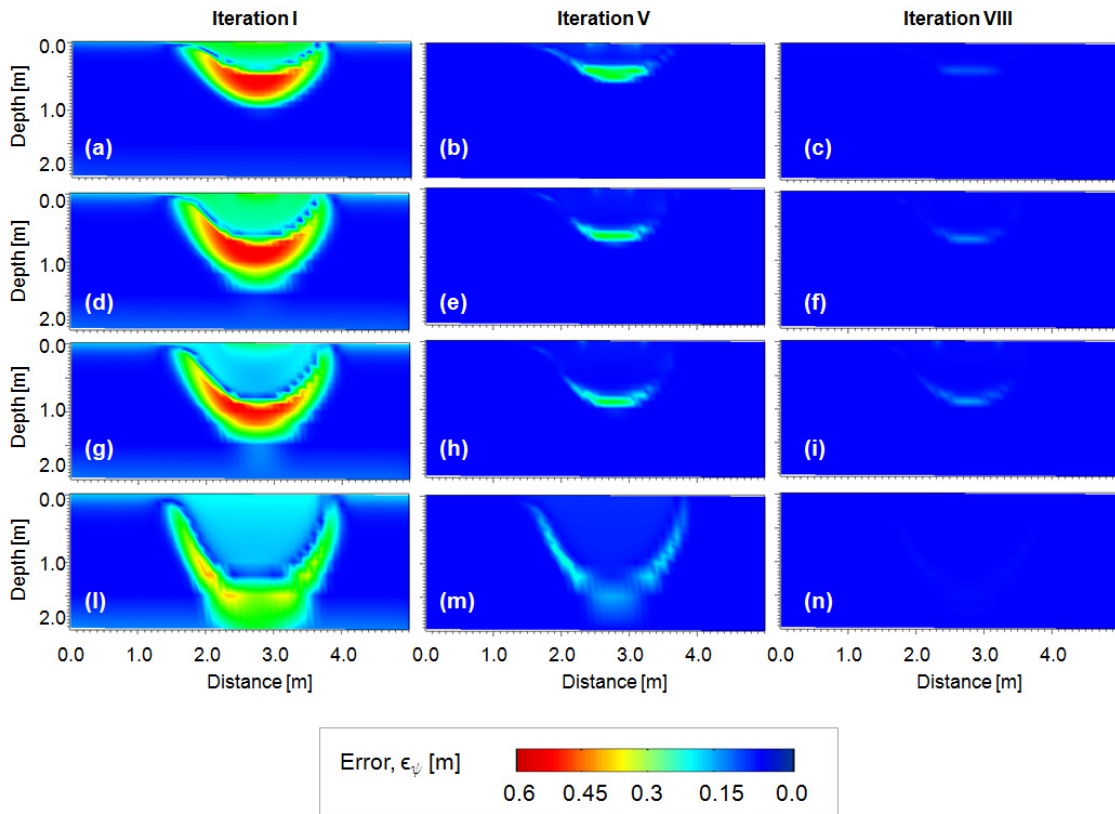 Iteration I Iteration V Iteration VIII
0.0
Depth [m]
1.0
2.0
(a) (b) (c)
0.0
Depth [m]
1.0
2.0
(d) (e) (f)
0.0
Depth [m]
1.0
2.0
(g) (h) (i)
0.0
Depth [m]
1.0
2.0
(l) (m) (n)
0.0 1.0 2.0 3.0 4.0 0.0 1.0 2.0 3.0 4.0 0.0 1.0 2.0 3.0 4.0
Distance [m] Distance [m] Distance [m]
Error, ϵψ [m]
0.6 0.45 0.3 0.15 0.0